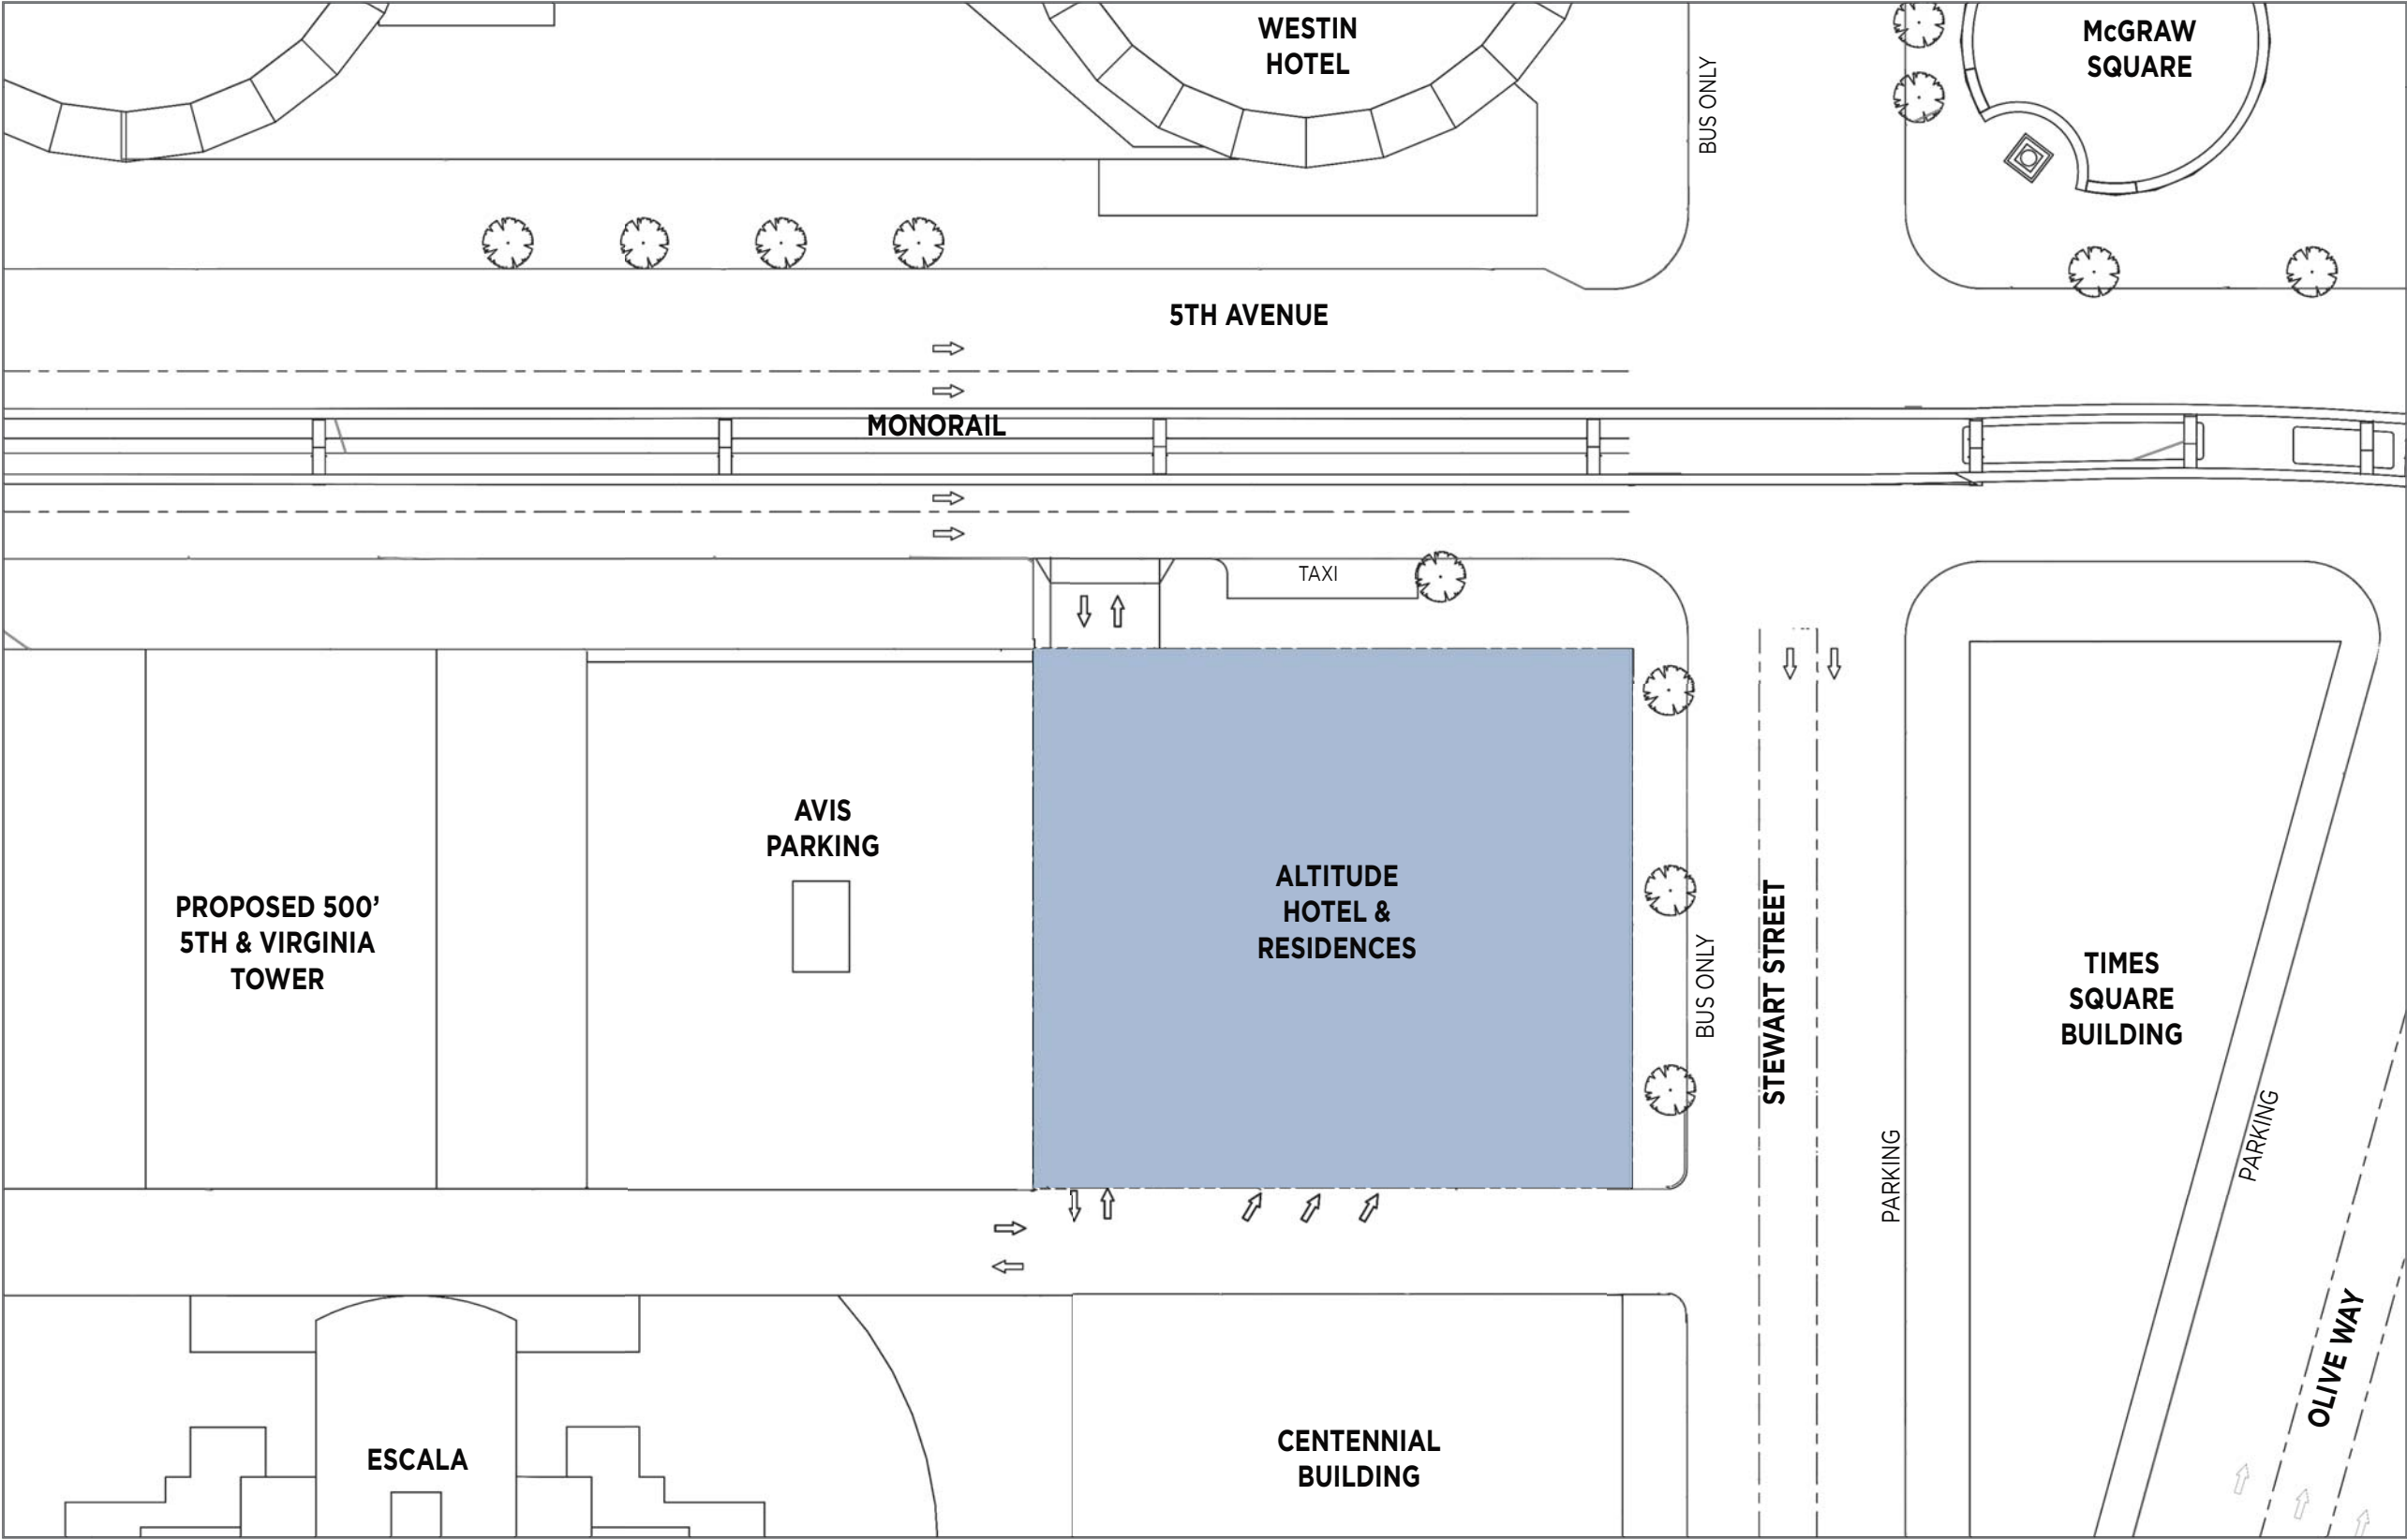 WESTIN
HOTEL
McGRAW
SQUARE
BUS ONLY
5TH AVENUE
MONORAIL
TAXI
AVIS
PARKING
ALTITUDE
HOTEL &
RESIDENCES
PROPOSED 500’
5TH & VIRGINIA
TOWER
BUS ONLY
STEWART STREET
TIMES
SQUARE
BUILDING
PARKING
PARKING
OLIVE WAY
ESCALA
CENTENNIAL
BUILDING